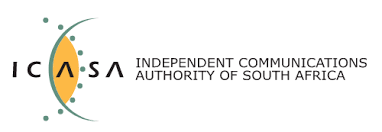 ICASA
INDEPENDENT COMMUNICATIONS
AUTHORITY OF SOUTH AFRICA